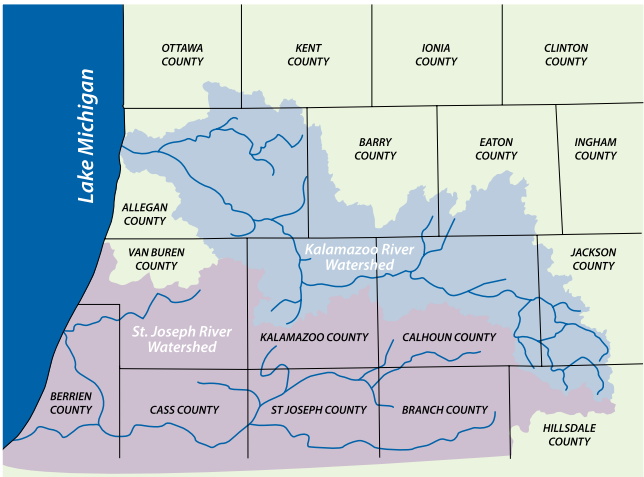 OTTAWA
COUNTY
KENT
COUNTY
IONIA
COUNTY
CLINTON
COUNTY
Lake Michigan
BARRY
COUNTY
EATON
COUNTY
INGHAM
COUNTY
ALLEGAN
COUNTY
VAN BUREN
COUNTY
Kalamazoo River
Watershed
JACKSON
COUNTY
St. Joseph River
Watershed
KALAMAZOO COUNTY
CALHOUN COUNTY
BERRIEN
COUNTY
CASS COUNTY
ST JOSEPH COUNTY
BRANCH COUNTY
HILLSDALE
COUNTY